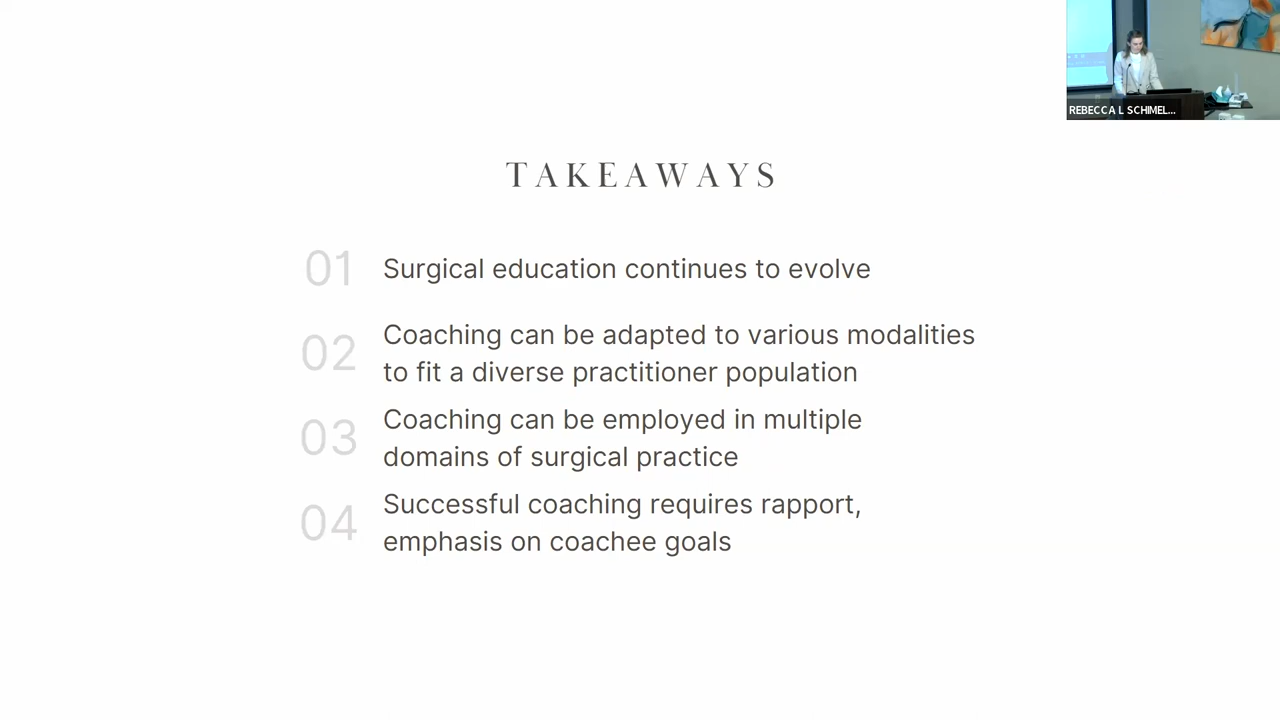 REBECCA L SCHIMEL...
TAKEAWAYS
01 Surgical education continues to evolve
02 Coaching can be adapted to various modalities
to fit a diverse practitioner population
03 Coaching can be employed in multiple
domains of surgical practice
04 Successful coaching requires rapport,
emphasis on coachee goals